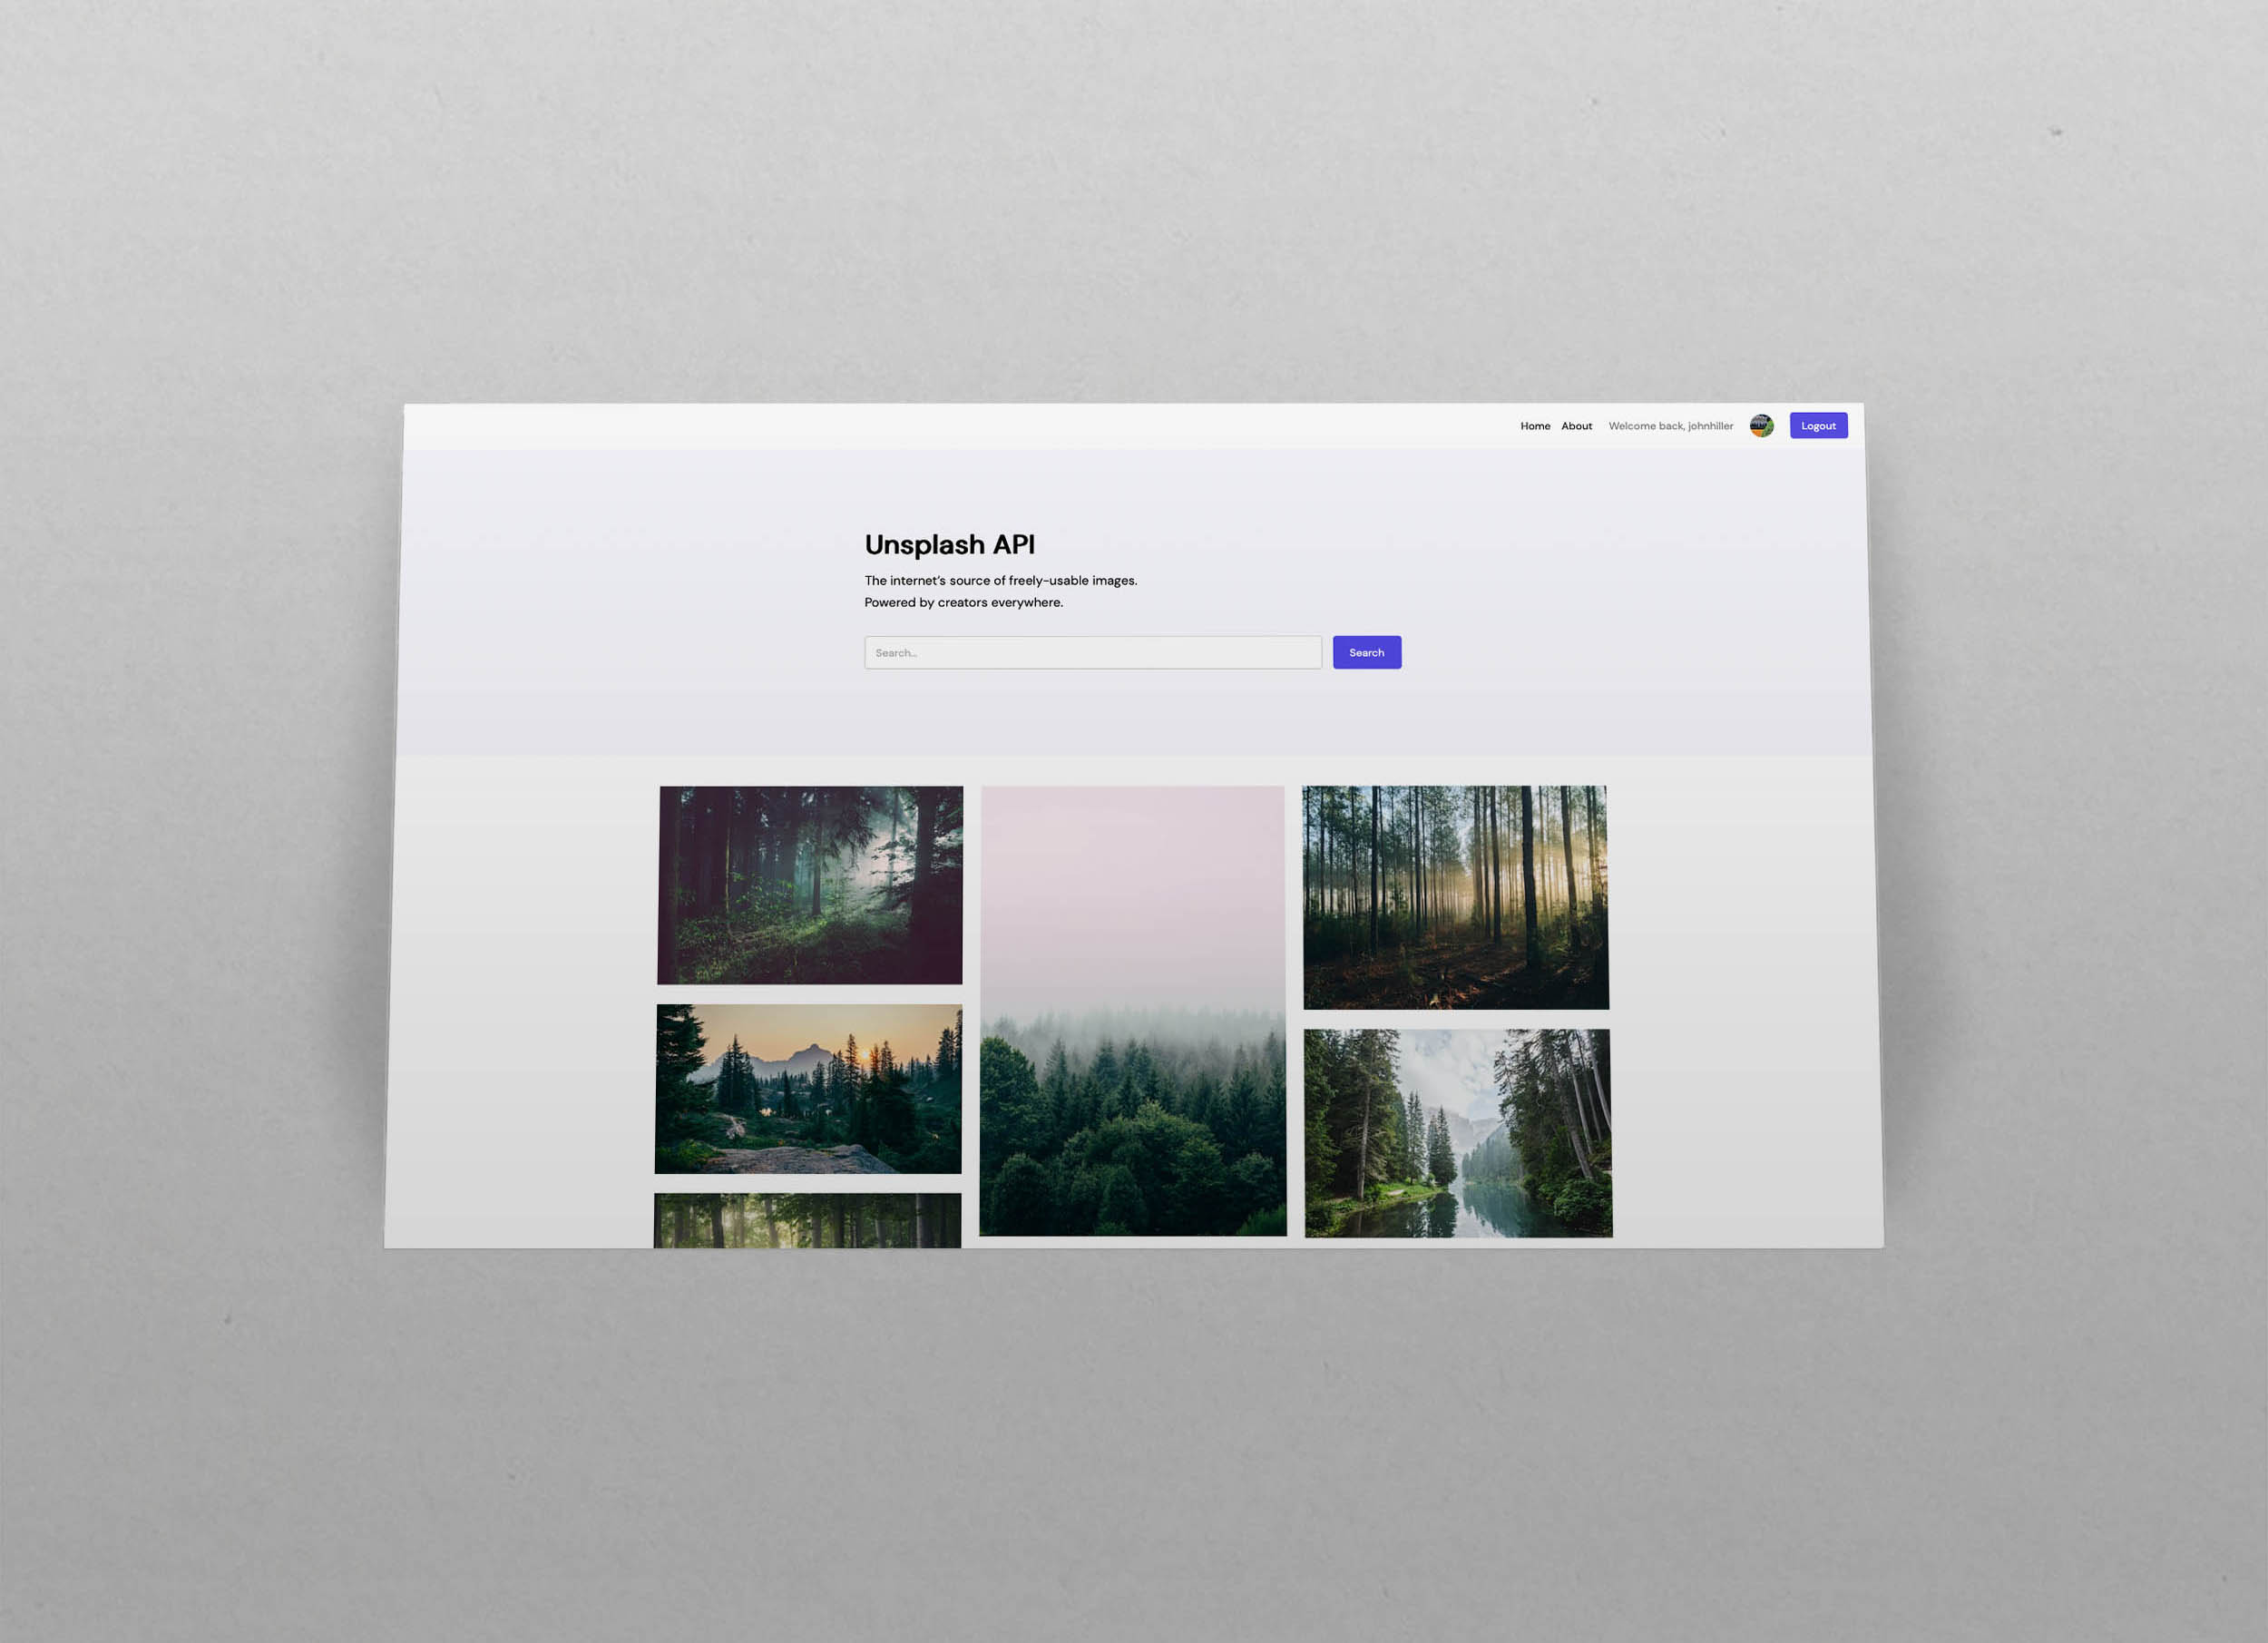 Home About Welcome back, johnhiller Logout
Unsplash API
The internet's source of freely-usable images.
Powered by creators everywhere.
Search... Search